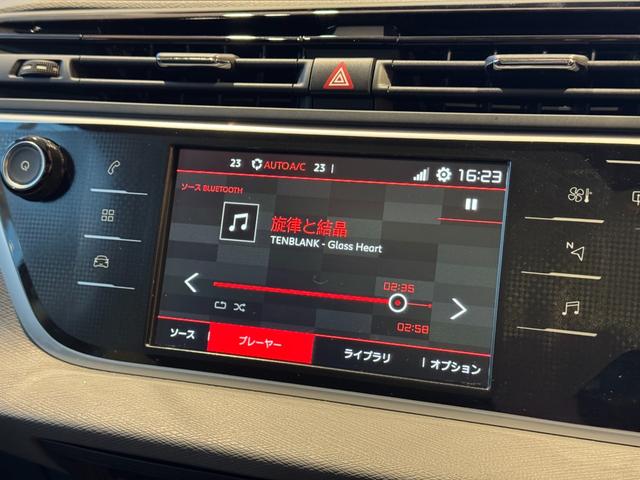 23 AUTO A/C 23 16:23
ソース BLUETOOTH
旋律と結晶
TENBLANK - Glass Heart
02:35
02:58
ソース プレーヤー ライブラリ オプション
N